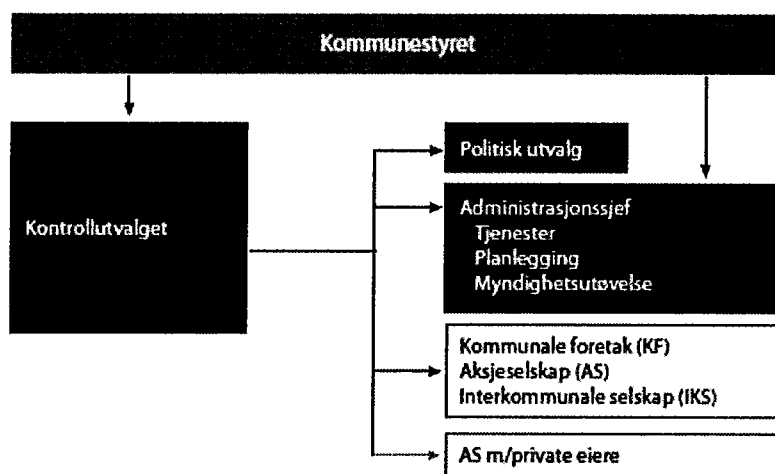 Kommunestyret
Kontrollutvalget
Politisk utvalg
Administrasjonssjef
Tjenester
Planlegging
Myndighetsutøvelse
Kommunale foretak (KF)
Aksjeselskap (AS)
Interkommunale selskap (IKS)
AS m/private eiere